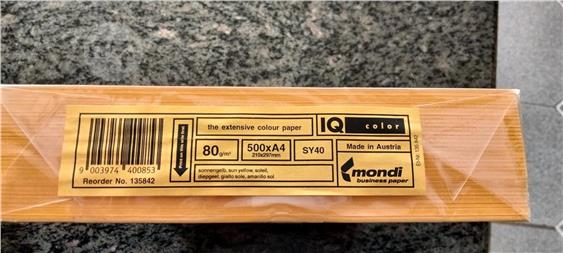 9 003974 400853
Reorder No. 135842
the extensive colour paper
80 g/m²
500xA4
210x297mm
SY40
sonnengelb, sun yellow, soleil,
diepgeel, giallo sole, amarillo sol
IQ color
Made in Austria
mondi
business paper